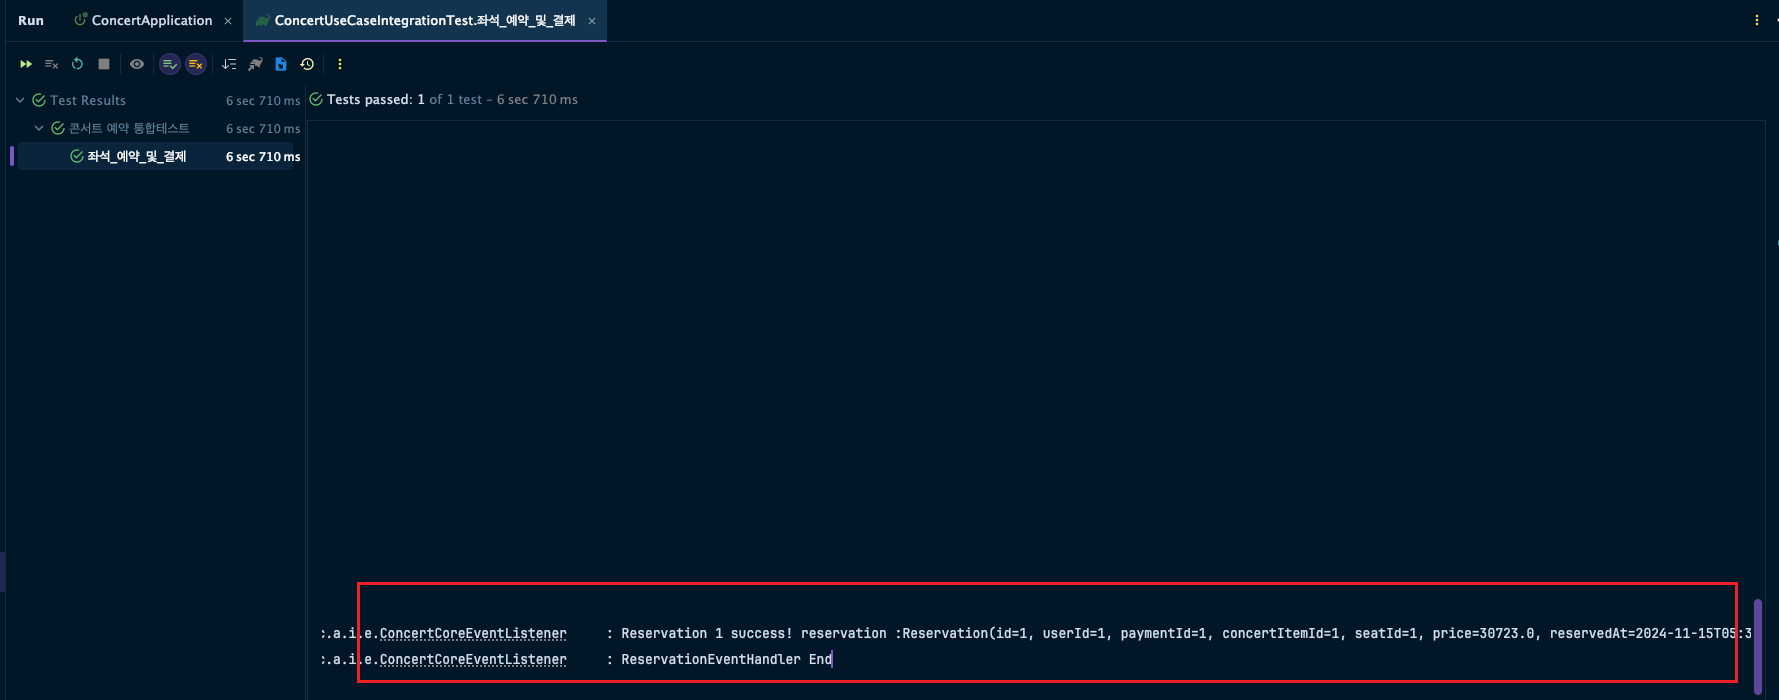 Run ConcertApplication × ConcertUseCaseIntegrationTest.좌석_예약_및_결제 ×
Test Results 6 sec 710 ms
Tests passed: 1 of 1 test – 6 sec 710 ms
콘서트 예약 통합테스트 6 sec 710 ms
좌석_예약_및_결제 6 sec 710 ms
c.a.i.e.ConcertCoreEventListener : Reservation 1 success! reservation :Reservation(id=1, userId=1, paymentId=1, concertItemId=1, seatId=1, price=30723.0, reservedAt=2024-11-15T05:3
c.a.i.e.ConcertCoreEventListener : ReservationEventHandler End